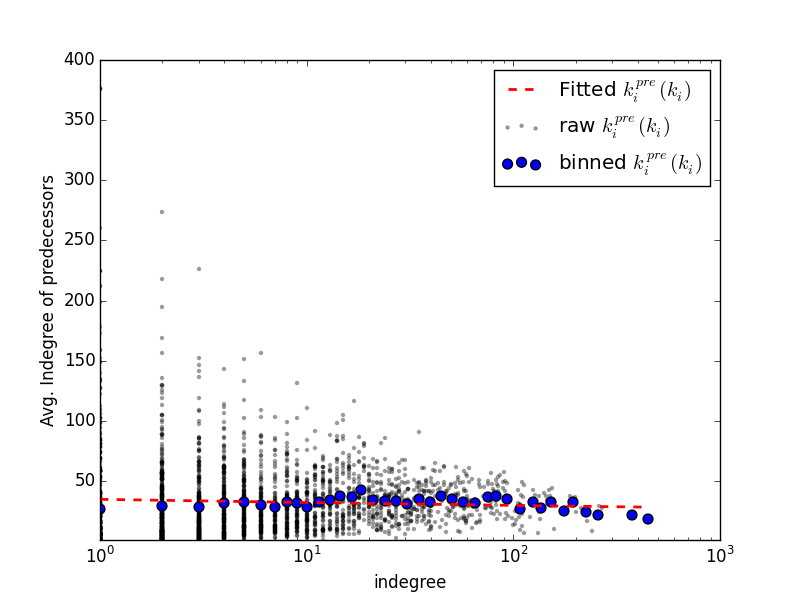 400
350
300
250
200
150
100
50
Avg. Indegree of predecessors
10^0
10^1
10^2
10^3
indegree
Fitted k_i^{pre}(k_i)
raw k_i^{pre}(k_i)
binned k_i^{pre}(k_i)